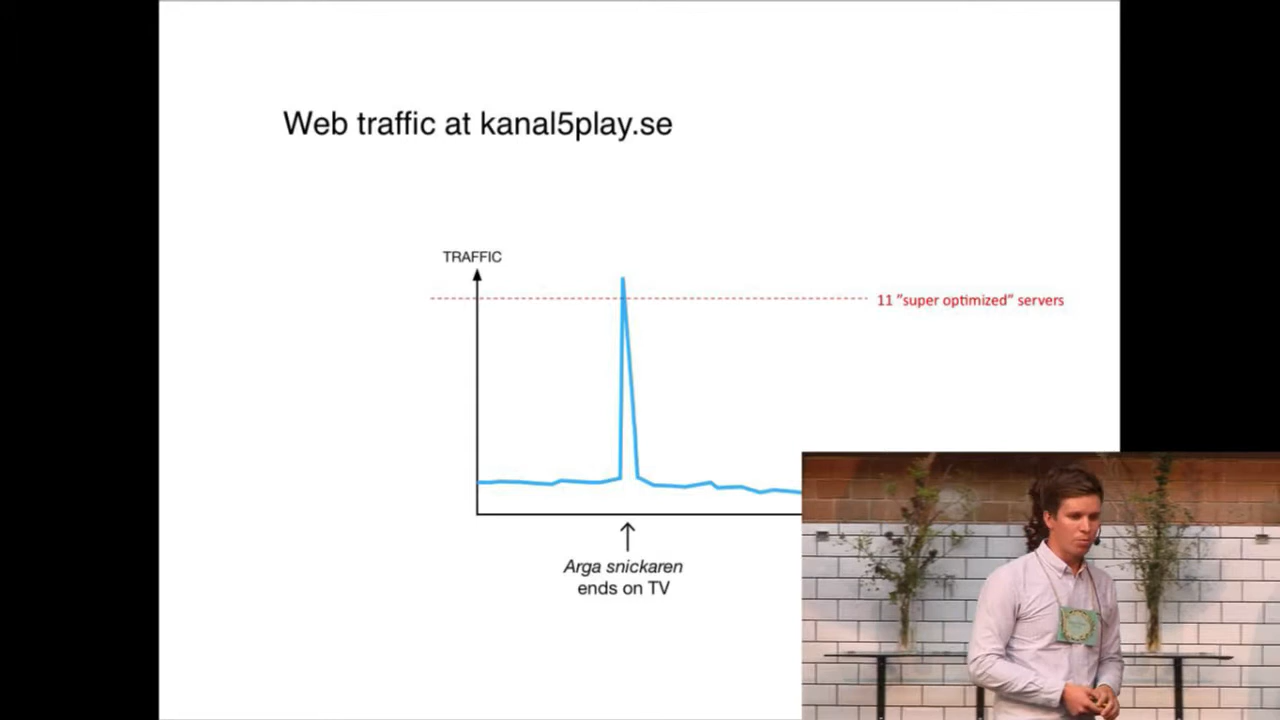 Web traffic at kanal5play.se
TRAFFIC
11 "super optimized" servers
Arga snickaren
ends on TV